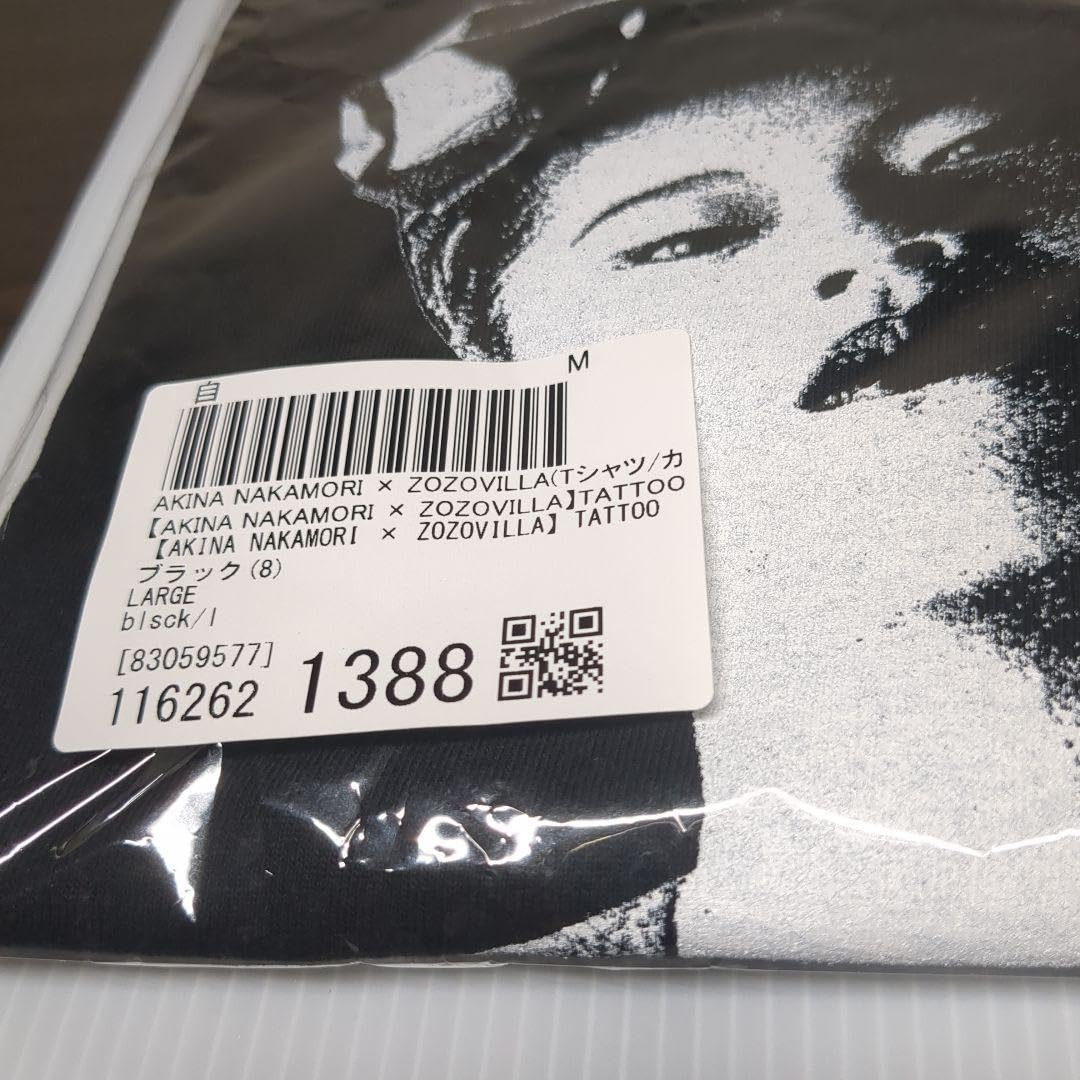 自 M
AKINA NAKAMORI × ZOZOVILLA(Tシャツ/カ
【AKINA NAKAMORI × ZOZOVILLA】TATTOO
【AKINA NAKAMORI × ZOZOVILLA】 TATTOO
ブラック(8)
LARGE
blsck/l
[83059577]
116262 1388